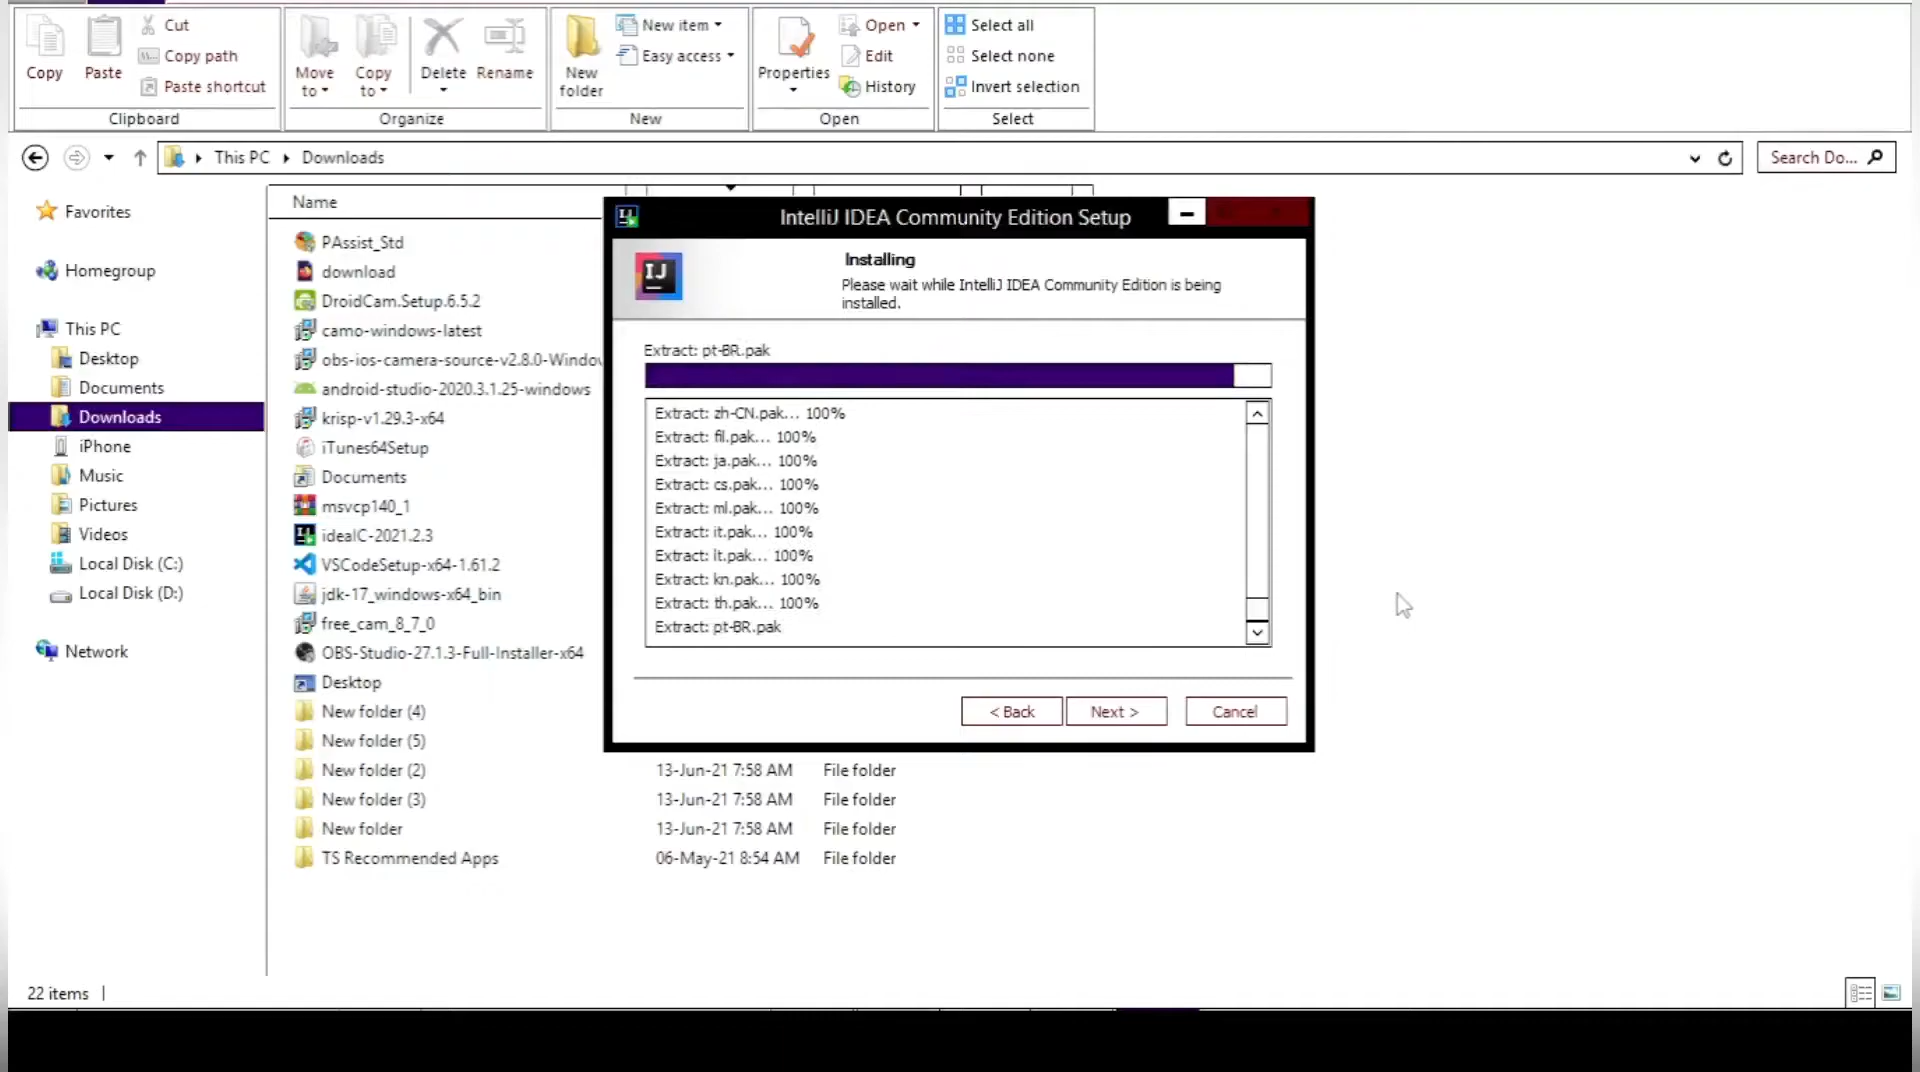 Copy
Paste
Cut
Copy path
Paste shortcut
Clipboard
Move to
Copy to
Delete
Rename
Organize
New folder
New item
Easy access
New
Properties
Open
Edit
History
Open
Select all
Select none
Invert selection
Select
This PC
Downloads
Search Do...
Favorites
Homegroup
This PC
Desktop
Documents
Downloads
iPhone
Music
Pictures
Videos
Local Disk (C:)
Local Disk (D:)
Network
Name
PAssist_Std
download
DroidCam.Setup.6.5.2
camo-windows-latest
obs-ios-camera-source-v2.8.0-Window
android-studio-2020.3.1.25-windows
krisp-v1.29.3-x64
iTunes64Setup
Documents
msvcp140_1
ideaIC-2021.2.3
VSCodeSetup-x64-1.61.2
jdk-17_windows-x64_bin
free_cam_8_7_0
OBS-Studio-27.1.3-Full-Installer-x64
Desktop
New folder (4)
New folder (5)
New folder (2) 13-Jun-21 7:58 AM File folder
New folder (3) 13-Jun-21 7:58 AM File folder
New folder 13-Jun-21 7:58 AM File folder
TS Recommended Apps 06-May-21 8:54 AM File folder
IJ
IntelliJ IDEA Community Edition Setup
IJ
Installing
Please wait while IntelliJ IDEA Community Edition is being
installed.
Extract: pt-BR.pak
Extract: zh-CN.pak... 100%
Extract: fil.pak... 100%
Extract: ja.pak... 100%
Extract: cs.pak... 100%
Extract: ml.pak... 100%
Extract: it.pak... 100%
Extract: lt.pak... 100%
Extract: kn.pak... 100%
Extract: th.pak... 100%
Extract: pt-BR.pak
< Back
Next >
Cancel
22 items